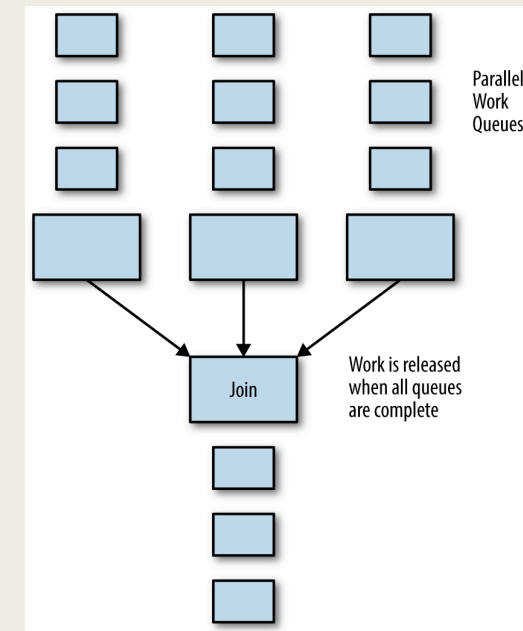 Parallel
Work
Queues
Join
Work is released
when all queues
are complete